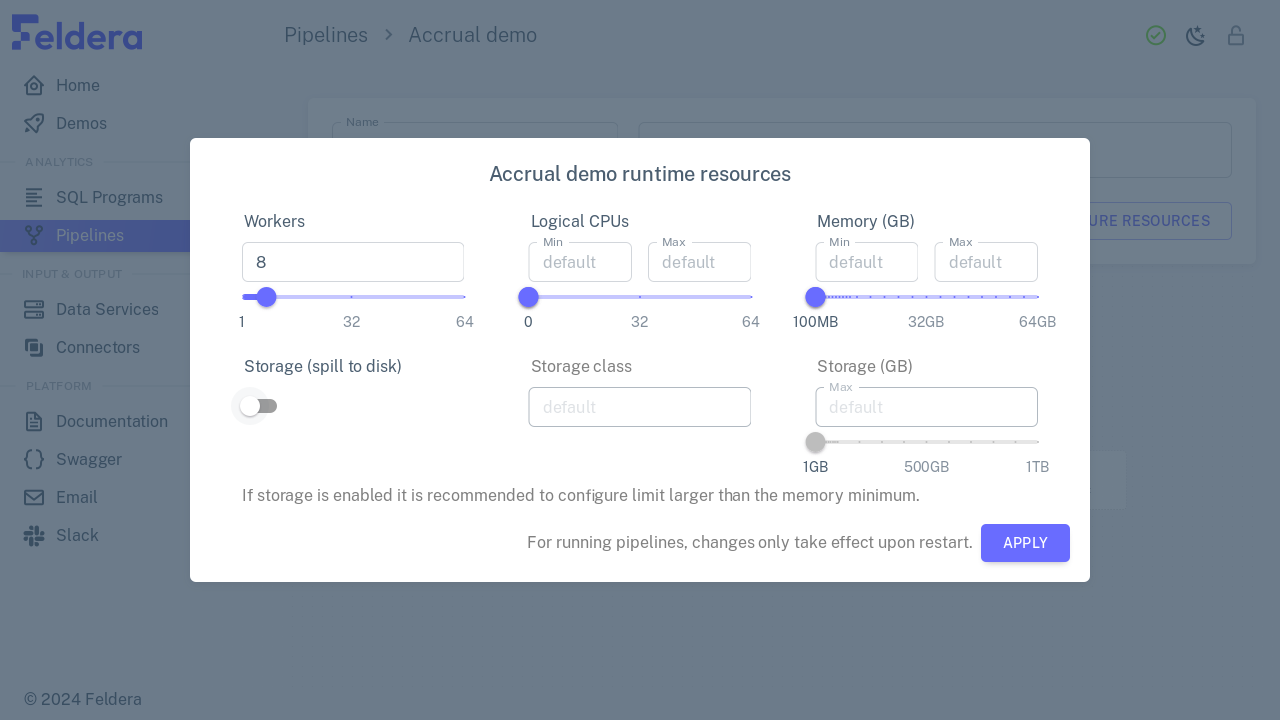 Feldera
Pipelines > Accrual demo
Home
Demos
ANALYTICS
SQL Programs
Pipelines
INPUT & OUTPUT
Data Services
Connectors
PLATFORM
Documentation
Swagger
Email
Slack
© 2024 Feldera
Name
URE RESOURCES
Accrual demo runtime resources
Workers
8
1 32 64
Logical CPUs
Min Max
default default
0 32 64
Memory (GB)
Min Max
default default
100MB 32GB 64GB
Storage (spill to disk)
Storage class
default
Storage (GB)
Max
default
1GB 500GB 1TB
If storage is enabled it is recommended to configure limit larger than the memory minimum.
For running pipelines, changes only take effect upon restart.
APPLY